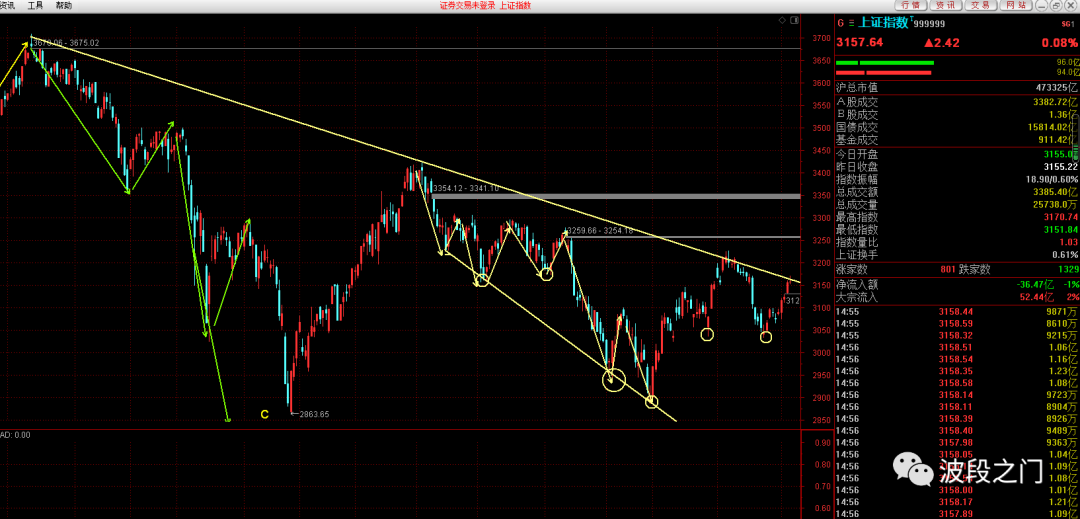 资讯 工具 帮助
证券交易未登录 上证指数
行情 资讯 交易 网站
3675.02
3354.12 - 3341.16
3259.66 - 3254.18
312
C
←2863.65
AD: 0.00
3700
3650
3600
3550
3500
3450
3400
3350
3300
3250
3200
3150
3100
3050
3000
2950
2900
2850
0.90
0.80
0.70
0.60
G 上证指数 999999
3157.64 ▲2.42 0.08%
96.0亿
94.0亿
沪总市值 473325亿
A股成交 3382.72亿
B股成交 1.36亿
国债成交 15814.02亿
基金成交 911.42亿
今日开盘 3155.0
昨日收盘 3155.22
指数振幅 18.90/0.60%
总成交额 3385.40亿
总成交量 25738.0万
最高指数 3170.74
最低指数 3151.84
指数量比 1.03
上证换手 0.61%
涨家数 801 跌家数 1329
净流入额 -36.47亿 -1%
大宗流入 52.44亿 2%
14:55 3158.44 9871万
14:55 3158.59 8610万
14:55 3158.32 9215万
14:56 3158.51 1.06亿
14:56 3158.54 1.16亿
14:56 3158.35 1.23亿
14:56 3158.58 1.08亿
14:56 3158.14 9723万
14:56 3158.11 8904万
14:56 3158.39 8926万
14:56 3158.40 9489万
14:56 3157.98 9363万
14:56 3158.05 1.04亿
14:56 1.09亿
14:56 1.08亿
14:56 3158.00 1.01亿
14:56 3158.17 1.21亿
14:56 3157.89 1.09亿
波段之门